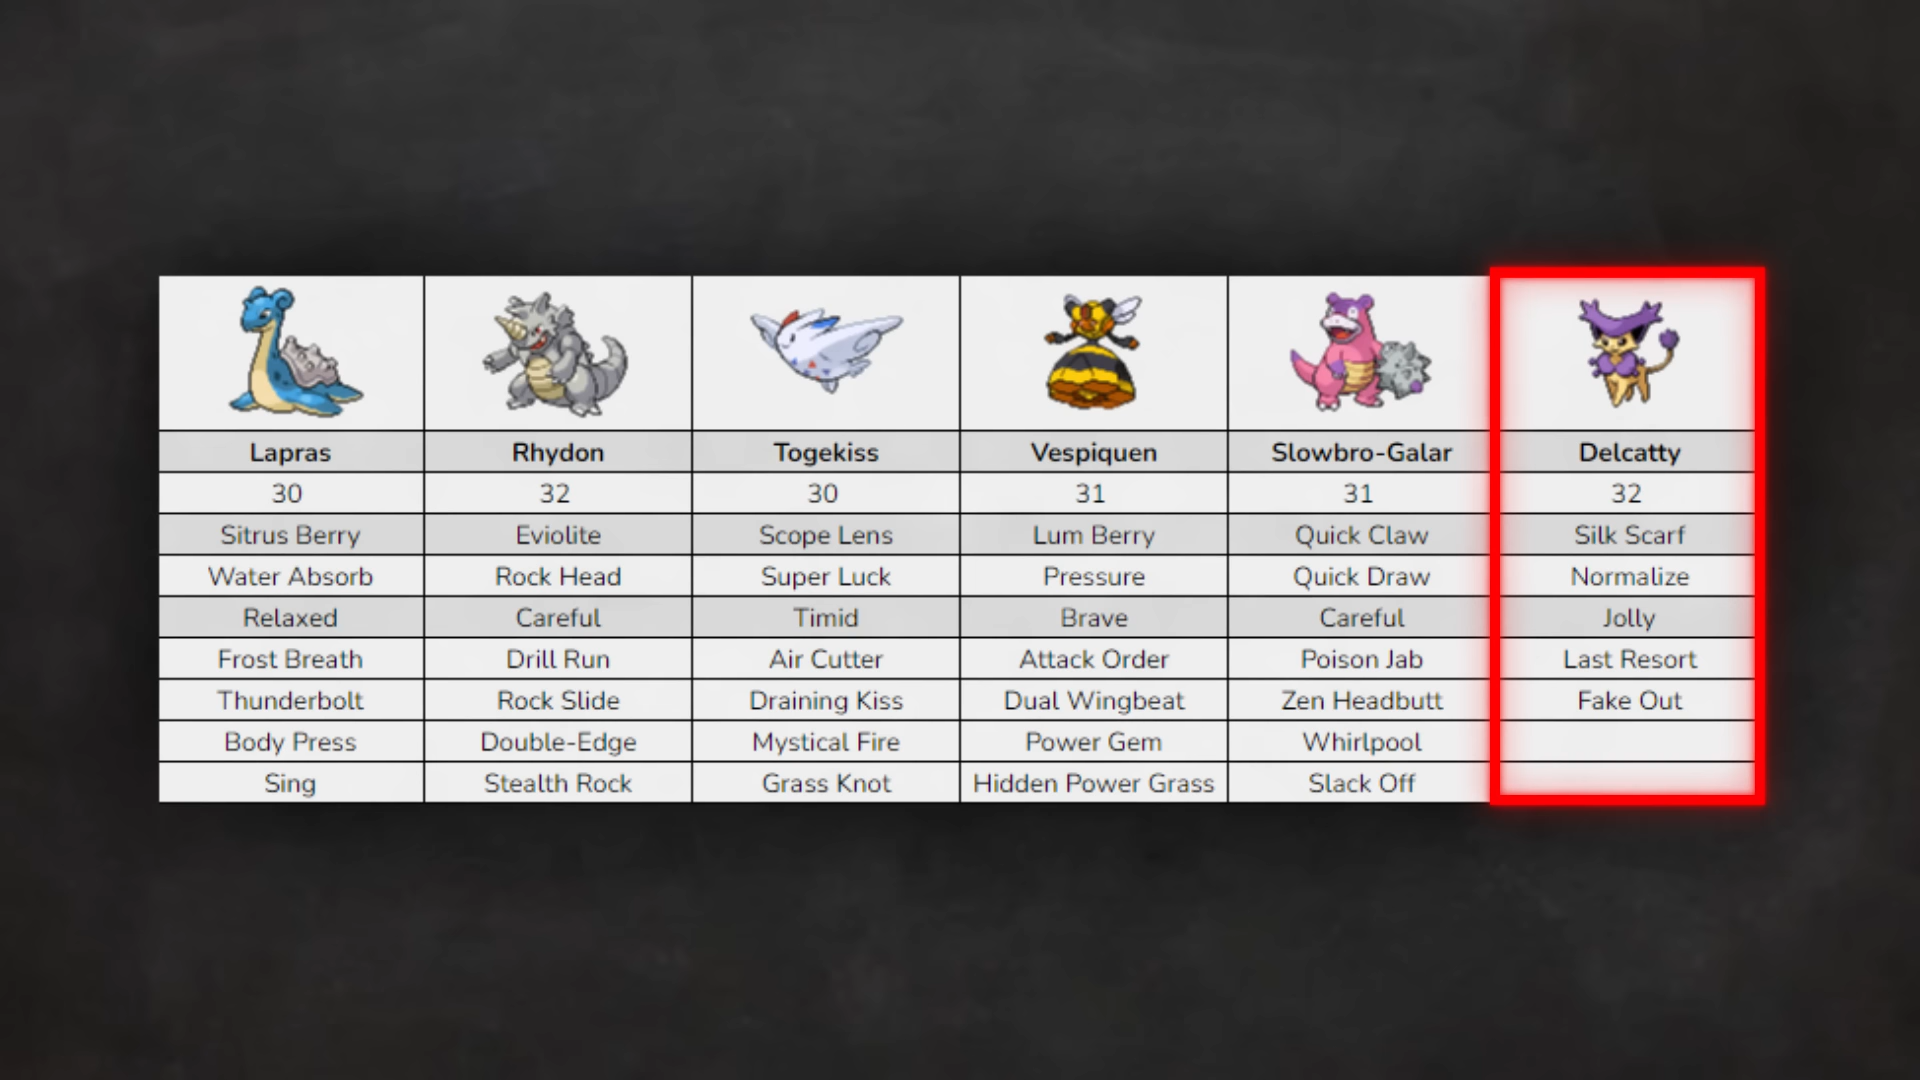 Lapras Rhydon Togekiss Vespiquen Slowbro-Galar Delcatty
30 32 30 31 31 32
Sitrus Berry Eviolite Scope Lens Lum Berry Quick Claw Silk Scarf
Water Absorb Rock Head Super Luck Pressure Quick Draw Normalize
Relaxed Careful Timid Brave Careful Jolly
Frost Breath Drill Run Air Cutter Attack Order Poison Jab Last Resort
Thunderbolt Rock Slide Draining Kiss Dual Wingbeat Zen Headbutt Fake Out
Body Press Double-Edge Mystical Fire Power Gem Whirlpool
Sing Stealth Rock Grass Knot Hidden Power Grass Slack Off